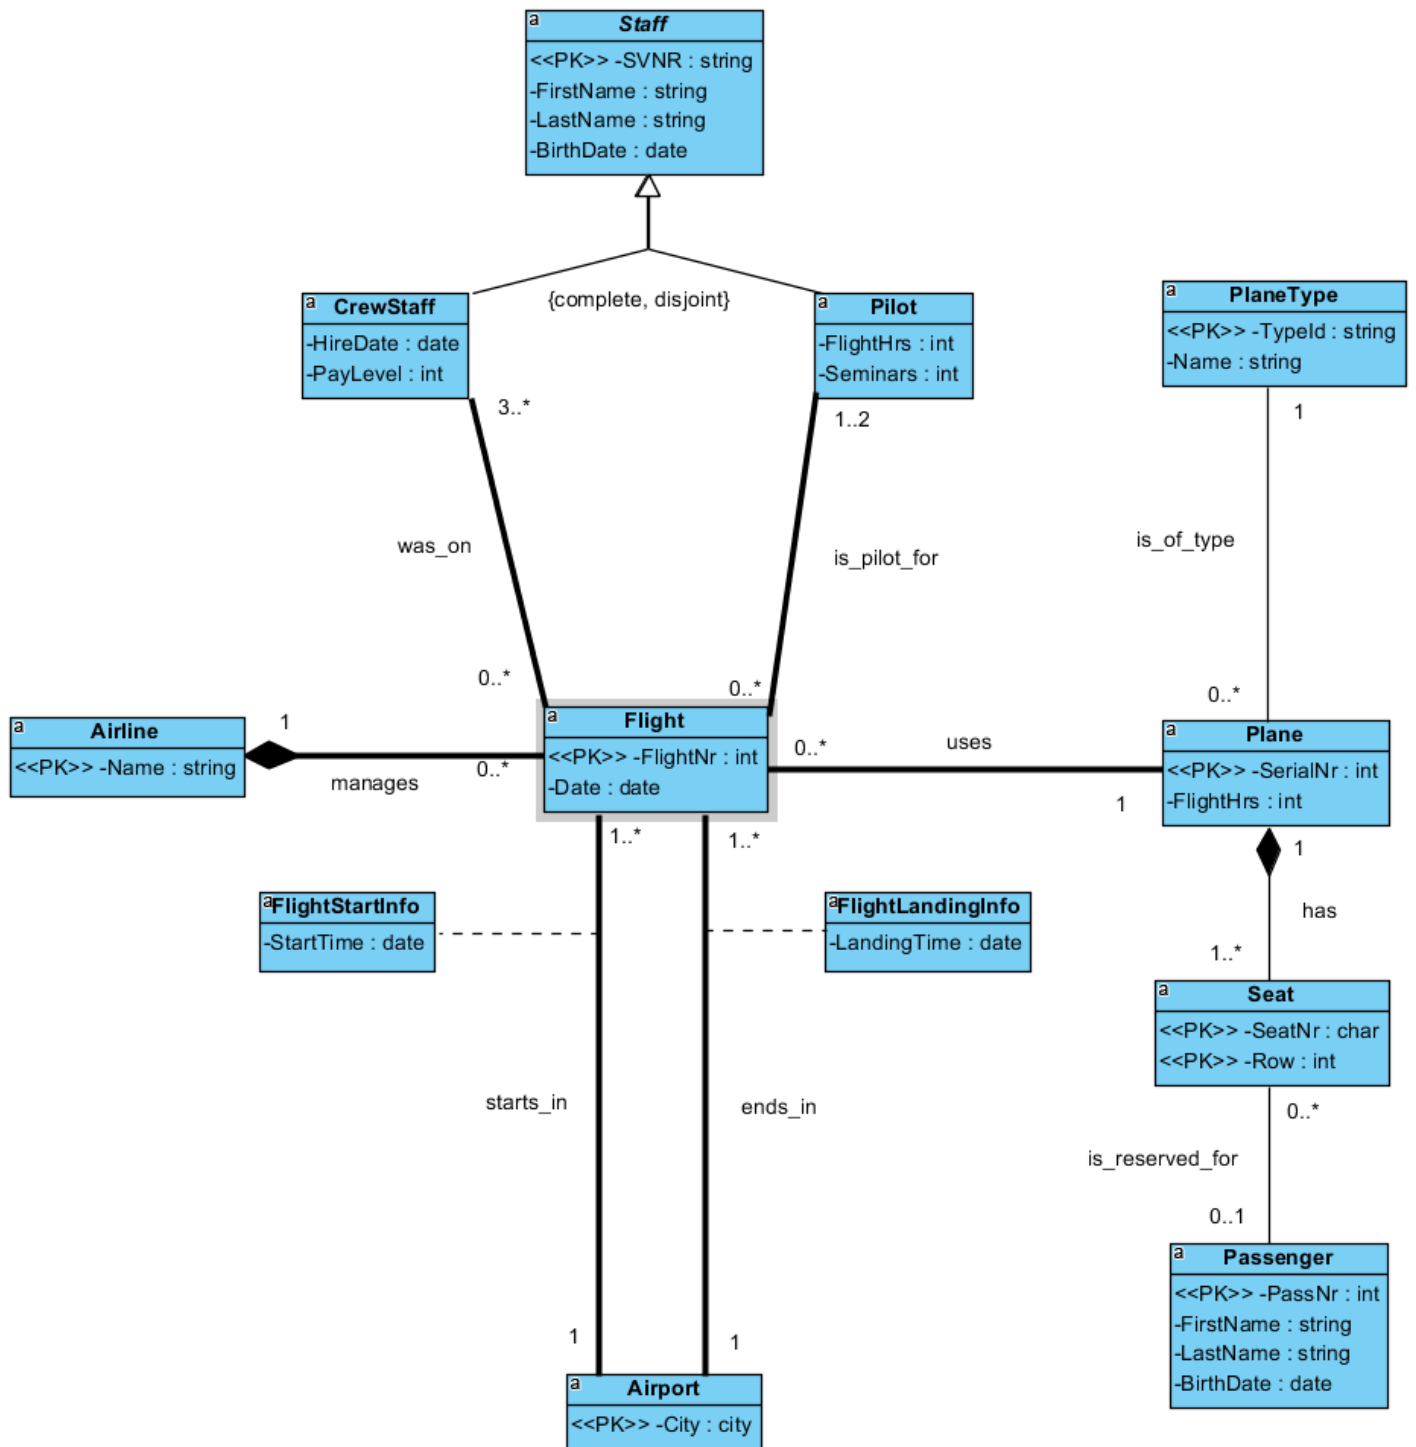 a
Staff
<<PK>> -SVNR : string
-FirstName : string
-LastName : string
-BirthDate : date
{complete, disjoint}
a
CrewStaff
-HireDate : date
-PayLevel : int
a
Pilot
-FlightHrs : int
-Seminars : int
a
PlaneType
<<PK>> -TypeId : string
-Name : string
3..*
1..2
1
was_on
is_pilot_for
is_of_type
0..*
0..*
0..*
a
Airline
<<PK>> -Name : string
1
manages
0..*
a
Flight
<<PK>> -FlightNr : int
-Date : date
0..*
uses
1
a
Plane
<<PK>> -SerialNr : int
-FlightHrs : int
1..*
1..*
1
has
1..*
a
FlightStartInfo
-StartTime : date
a
FlightLandingInfo
-LandingTime : date
a
Seat
<<PK>> -SeatNr : char
<<PK>> -Row : int
starts_in
ends_in
0..*
is_reserved_for
0..1
a
Passenger
<<PK>> -PassNr : int
-FirstName : string
-LastName : string
-BirthDate : date
1
1
a
Airport
<<PK>> -City : city